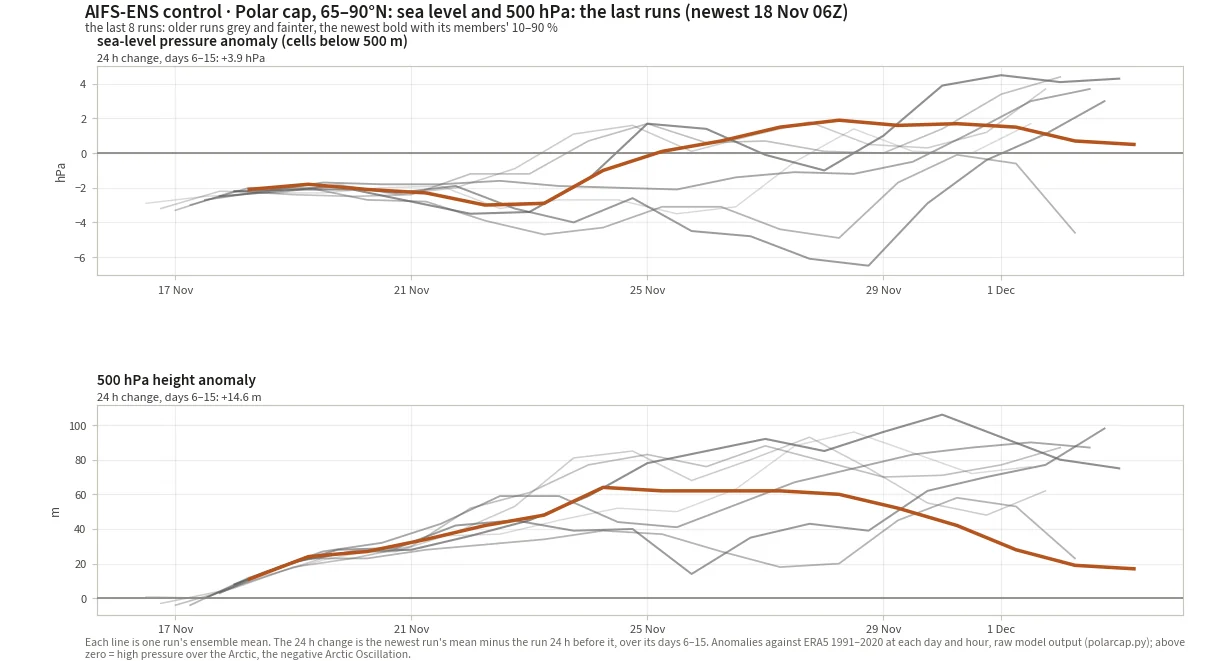 AIFS-ENS control · Polar cap, 65–90°N: sea level and 500 hPa: the last runs (newest 18 Nov 06Z)
the last 8 runs: older runs grey and fainter, the newest bold with its members' 10–90 %
sea-level pressure anomaly (cells below 500 m)
24 h change, days 6–15: +3.9 hPa
4
2
0
−2
−4
−6
hPa
17 Nov
21 Nov
25 Nov
29 Nov
1 Dec
500 hPa height anomaly
24 h change, days 6–15: +14.6 m
100
80
60
40
20
0
m
17 Nov
21 Nov
25 Nov
29 Nov
1 Dec
Each line is one run's ensemble mean. The 24 h change is the newest run's mean minus the run 24 h before it, over its days 6–15. Anomalies against ERA5 1991–2020 at each day and hour, raw model output (polarcap.py); above
zero = high pressure over the Arctic, the negative Arctic Oscillation.